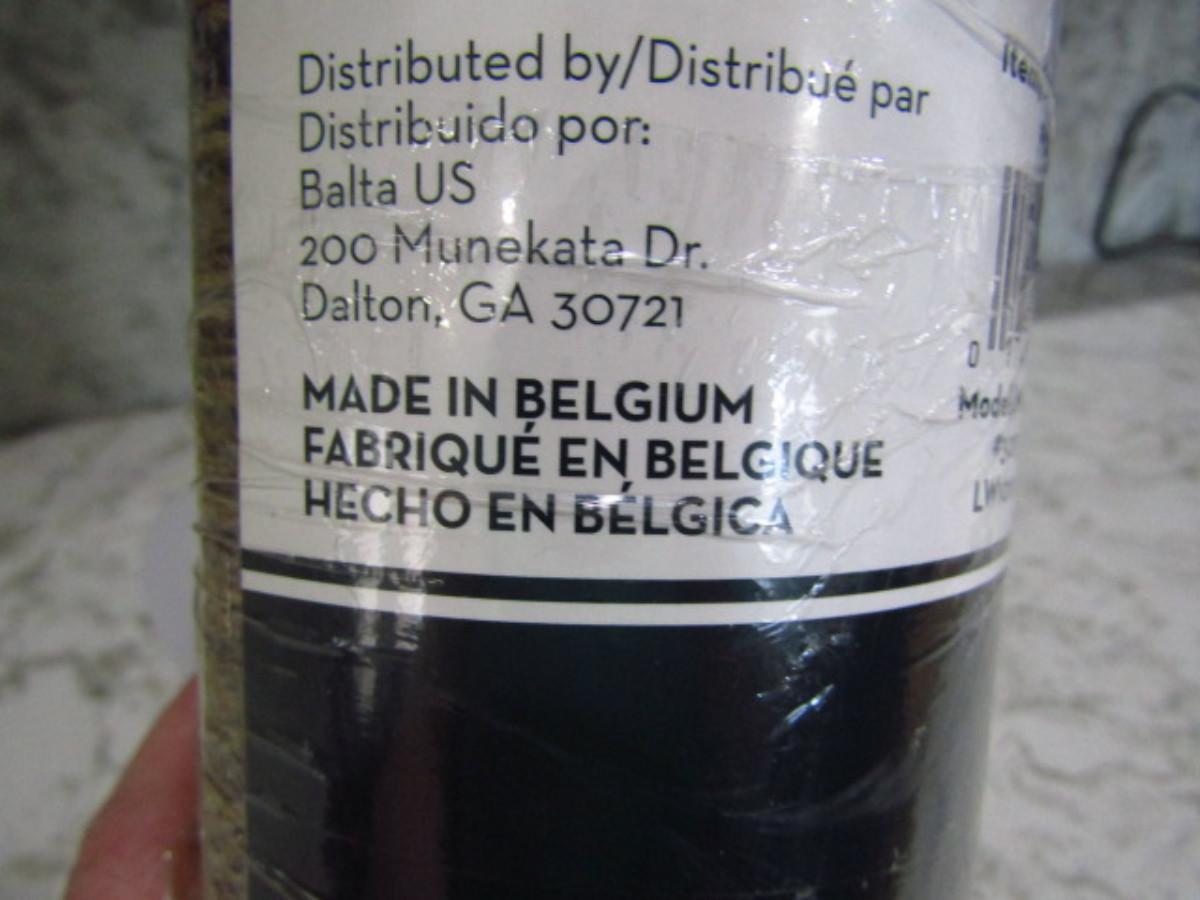 Distributed by/Distribué par
Distribuido por:
Balta US
200 Munekata Dr.
Dalton, GA 30721
MADE IN BELGIUM
FABRIQUÉ EN BELGIQUE
HECHO EN BÉLGICA